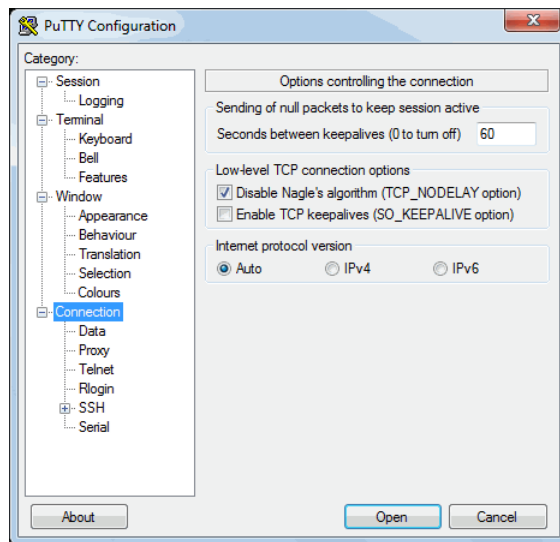 PuTTY Configuration
Category:
Session
Logging
Terminal
Keyboard
Bell
Features
Window
Appearance
Behaviour
Translation
Selection
Colours
Connection
Data
Proxy
Telnet
Rlogin
SSH
Serial
Options controlling the connection
Sending of null packets to keep session active
Seconds between keepalives (0 to turn off) 60
Low-level TCP connection options
Disable Nagle's algorithm (TCP_NODELAY option)
Enable TCP keepalives (SO_KEEPALIVE option)
Internet protocol version
Auto IPv4 IPv6
About Open Cancel